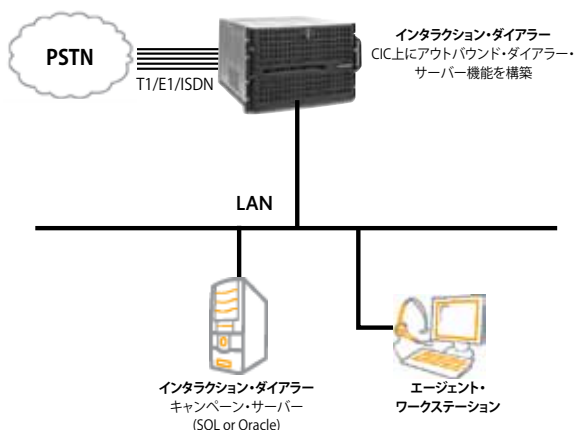 PSTN
T1/E1/ISDN
インタラクション・ダイアラー
CIC上にアウトバウンド・ダイアラー・
サーバー機能を構築
LAN
インタラクション・ダイアラー
キャンペーン・サーバー
(SQL or Oracle)
エージェント・
ワークステーション